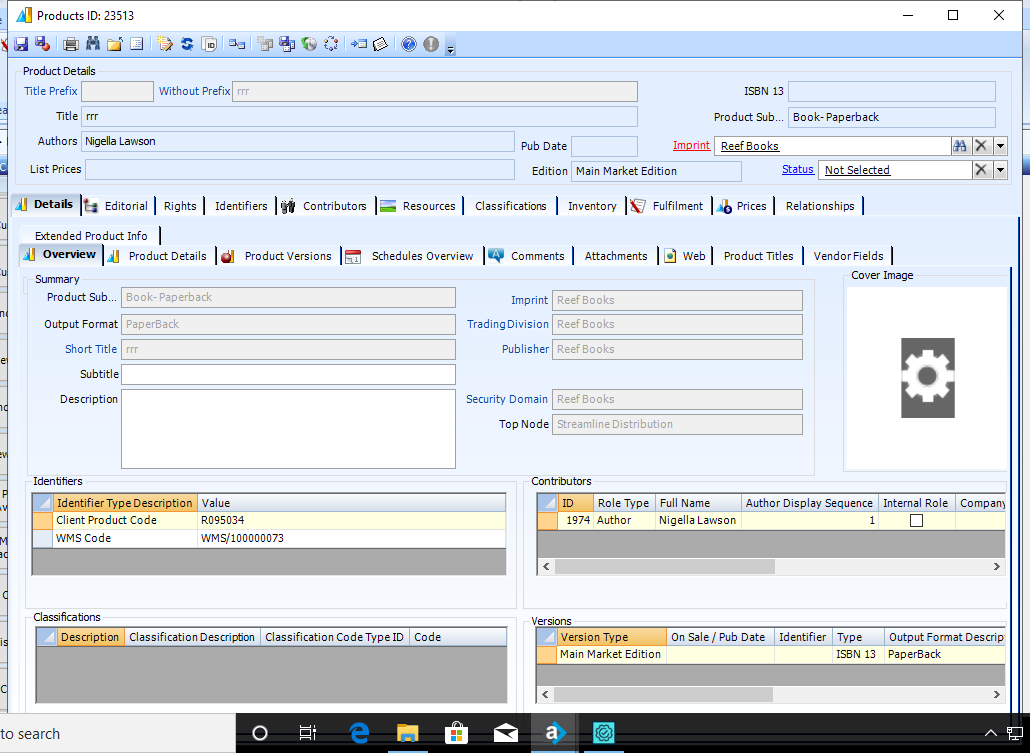 Products ID: 23513
Product Details
Title Prefix Without Prefix rrr ISBN 13
Title rrr Product Sub... Book- Paperback
Authors Nigella Lawson Pub Date Imprint Reef Books
List Prices Edition Main Market Edition Status Not Selected
Details Editorial Rights Identifiers Contributors Resources Classifications Inventory Fulfilment Prices Relationships
Extended Product Info
Overview Product Details Product Versions Schedules Overview Comments Attachments Web Product Titles Vendor Fields
Summary Cover Image
Product Sub... Book- Paperback Imprint Reef Books
Output Format PaperBack Trading Division Reef Books
Short Title rrr Publisher Reef Books
Subtitle
Description Security Domain Reef Books
Top Node Streamline Distribution
Identifiers Contributors
Identifier Type Description Value ID Role Type Full Name Author Display Sequence Internal Role Company
Client Product Code R095034 1974 Author Nigella Lawson 1
WMS Code WMS/100000073
Classifications Versions
Description Classification Description Classification Code Type ID Code Version Type On Sale / Pub Date Identifier Type Output Format Descrip
Main Market Edition ISBN 13 PaperBack
to search